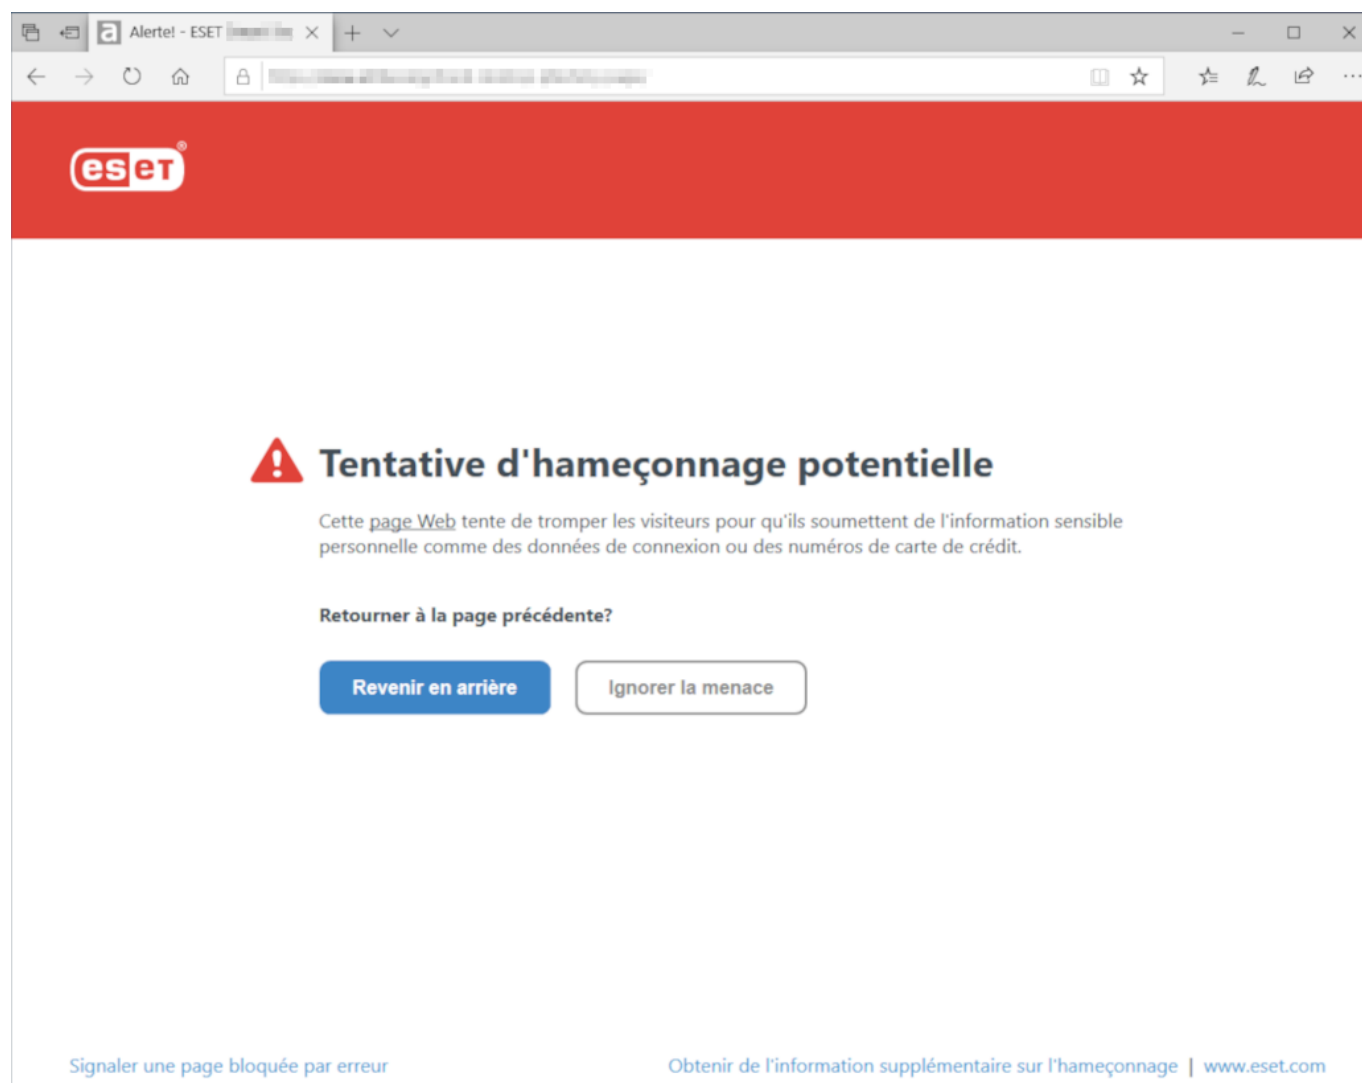 Alerte! - ESET
eseT®
Tentative d'hameçonnage potentielle
Cette page Web tente de tromper les visiteurs pour qu'ils soumettent de l'information sensible
personnelle comme des données de connexion ou des numéros de carte de crédit.
Retourner à la page précédente?
Revenir en arrière Ignorer la menace
Signaler une page bloquée par erreur Obtenir de l'information supplémentaire sur l'hameçonnage | www.eset.com